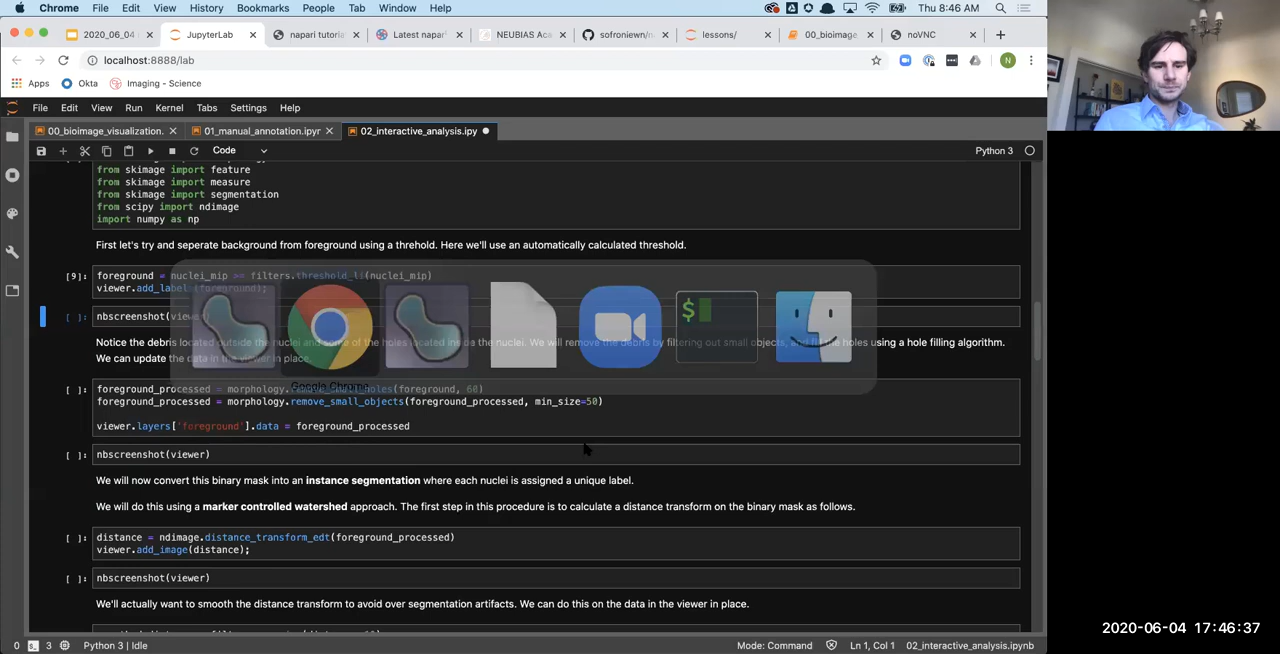 Chrome File Edit View History Bookmarks People Tab Window Help Thu 8:46 AM
2020_06_04 JupyterLab napari tutoria Latest napari NEUBIAS Aca sofroniewn/n lessons/ 00_bioimage noVNC
localhost:8888/lab N
Apps Okta Imaging - Science
File Edit View Run Kernel Tabs Settings Help
00_bioimage_visualization. 01_manual_annotation.ipyr 02_interactive_analysis.ipy
Code Python 3
from skimage import feature
from skimage import measure
from skimage import segmentation
from scipy import ndimage
import numpy as np
First let's try and seperate background from foreground using a threhold. Here we'll use an automatically calculated threshold.
[9]: foreground = nuclei_mip >= filters.threshold_li(nuclei_mip)
viewer.add_labels(foreground);
[ ]: nbscreenshot(viewer)
$
Notice the debris located outside the nuclei and some of the holes located inside the nuclei. We will remove the debris by filtering out small objects, and fill the holes using a hole filling algorithm.
We can update the data in the viewer in place.
Google Chrome
[ ]: foreground_processed = morphology.remove_small_holes(foreground, 60)
foreground_processed = morphology.remove_small_objects(foreground_processed, min_size=50)
viewer.layers['foreground'].data = foreground_processed
[ ]: nbscreenshot(viewer)
We will now convert this binary mask into an instance segmentation where each nuclei is assigned a unique label.
We will do this using a marker controlled watershed approach. The first step in this procedure is to calculate a distance transform on the binary mask as follows.
[ ]: distance = ndimage.distance_transform_edt(foreground_processed)
viewer.add_image(distance);
[ ]: nbscreenshot(viewer)
We'll actually want to smooth the distance transform to avoid over segmentation artifacts. We can do this on the data in the viewer in place.
0 3 Python 3 | Idle Mode: Command Ln 1, Col 1 02_interactive_analysis.ipynb
2020-06-04 17:46:37